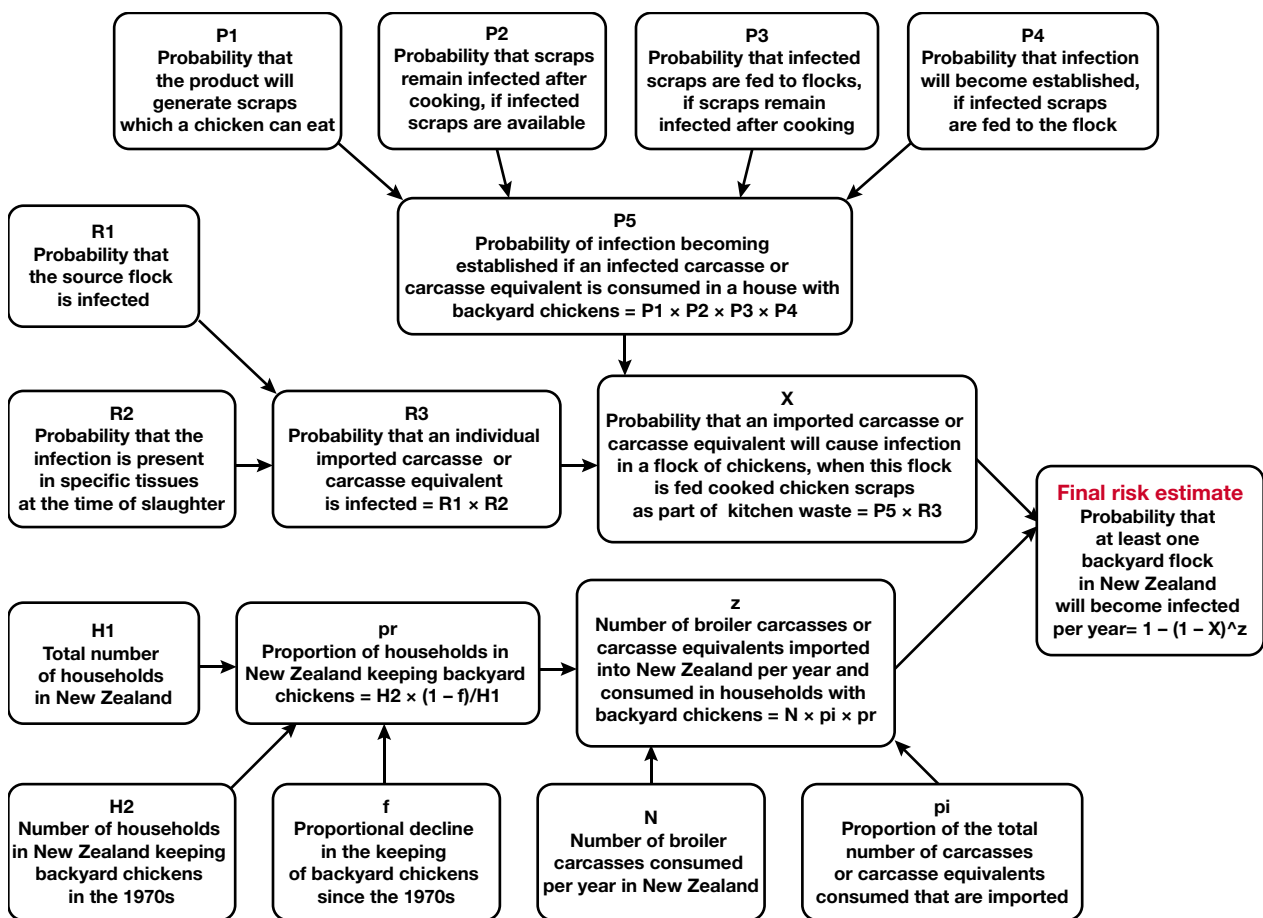 P1
Probability that
the product will
generate scraps
which a chicken can eat
P2
Probability that scraps
remain infected after
cooking, if infected
scraps are available
P3
Probability that infected
scraps are fed to flocks,
if scraps remain
infected after cooking
P4
Probability that infection
will become established,
if infected scraps
are fed to the flock
R1
Probability that
the source flock
is infected
P5
Probability of infection becoming
established if an infected carcasse or
carcasse equivalent is consumed in a house with
backyard chickens = P1 × P2 × P3 × P4
R2
Probability that the
infection is present
in specific tissues
at the time of slaughter
R3
Probability that an individual
imported carcasse or
carcasse equivalent
is infected = R1 × R2
X
Probability that an imported carcasse or
carcasse equivalent will cause infection
in a flock of chickens, when this flock
is fed cooked chicken scraps
as part of kitchen waste = P5 × R3
Final risk estimate
Probability that
at least one
backyard flock
in New Zealand
will become infected
per year= 1 – (1 – X)^z
H1
Total number
of households
in New Zealand
pr
Proportion of households in
New Zealand keeping backyard
chickens = H2 × (1 – f)/H1
z
Number of broiler carcasses or
carcasse equivalents imported
into New Zealand per year and
consumed in households with
backyard chickens = N × pi × pr
H2
Number of households
in New Zealand keeping
backyard chickens
in the 1970s
f
Proportional decline
in the keeping
of backyard chickens
since the 1970s
N
Number of broiler
carcasses consumed
per year in New Zealand
pi
Proportion of the total
number of carcasses
or carcasse equivalents
consumed that are imported